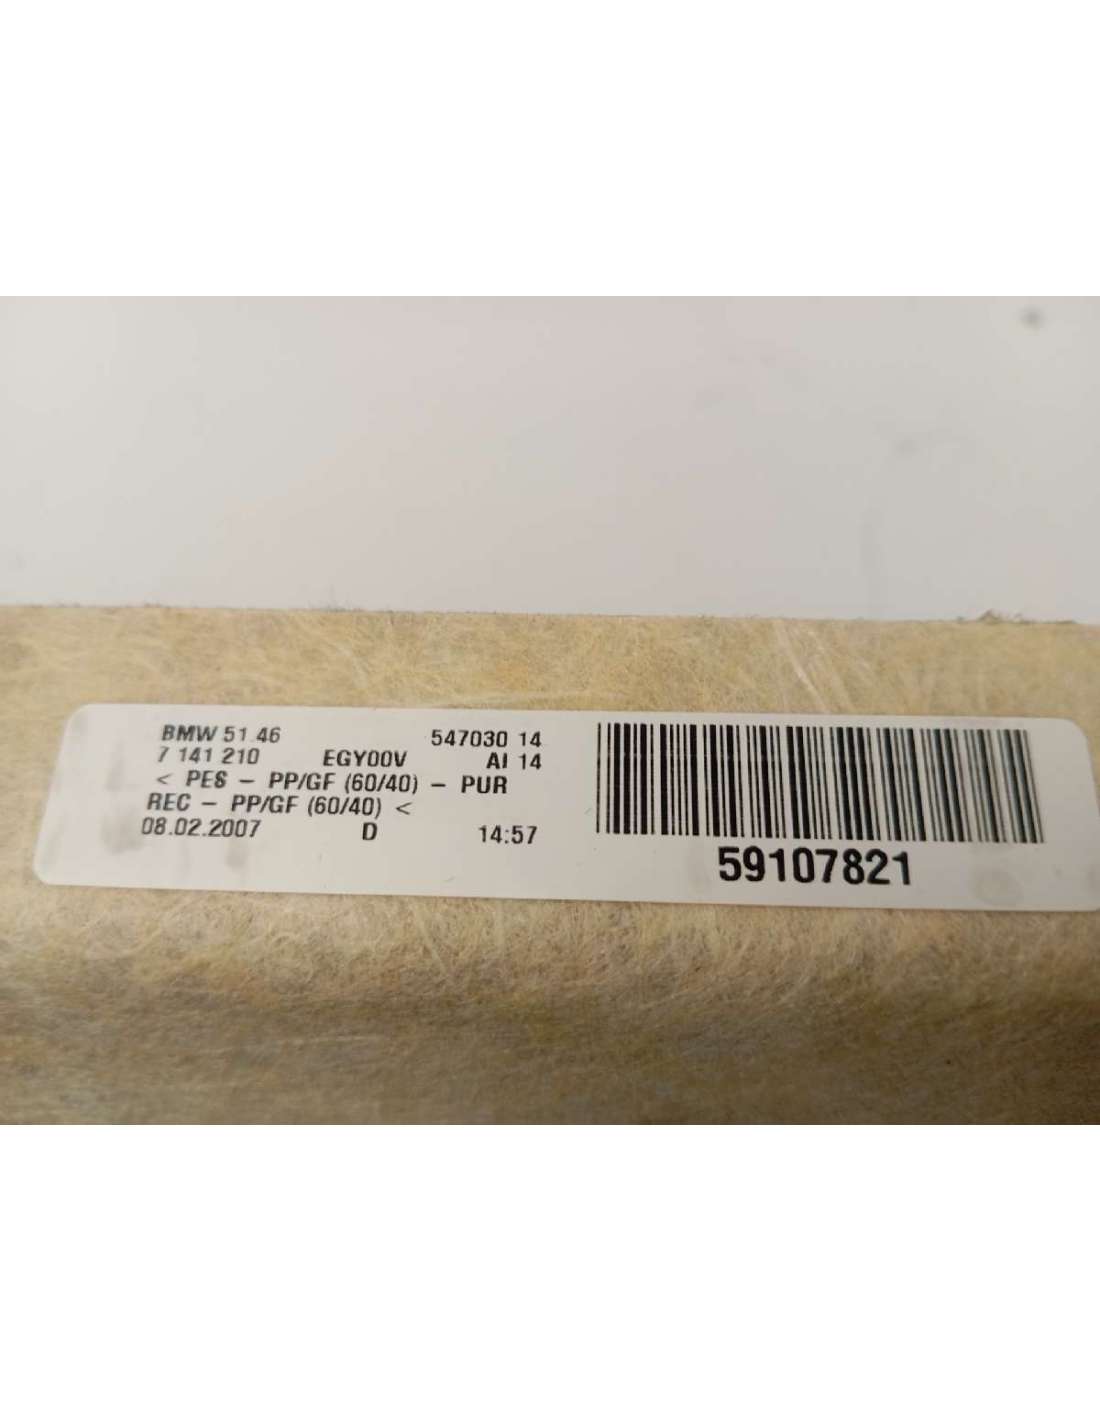 BMW 51 46 547030 14
7 141 210 EGY00V AI 14
< PES - PP/GF (60/40) - PUR
REC - PP/GF (60/40) <
08.02.2007 D 14:57
59107821